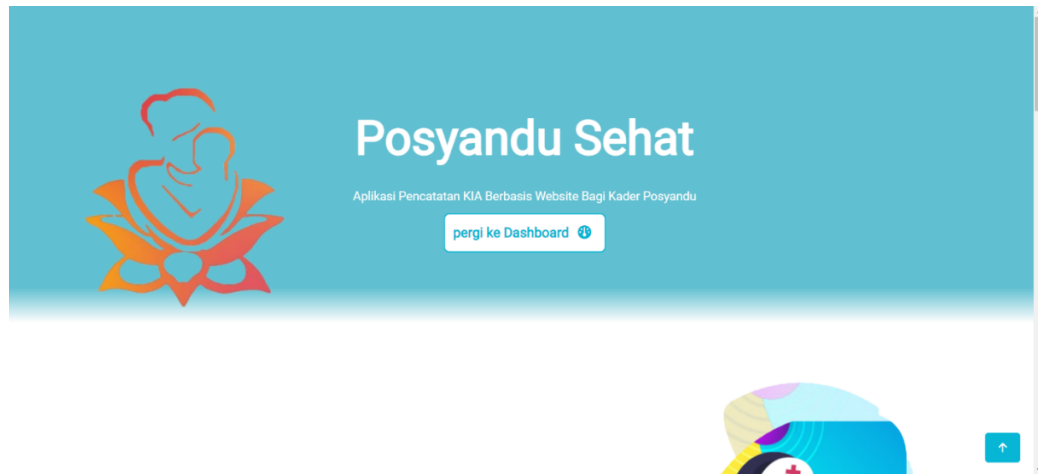 Posyandu Sehat
Aplikasi Pencatatan KIA Berbasis Website Bagi Kader Posyandu
pergi ke Dashboard